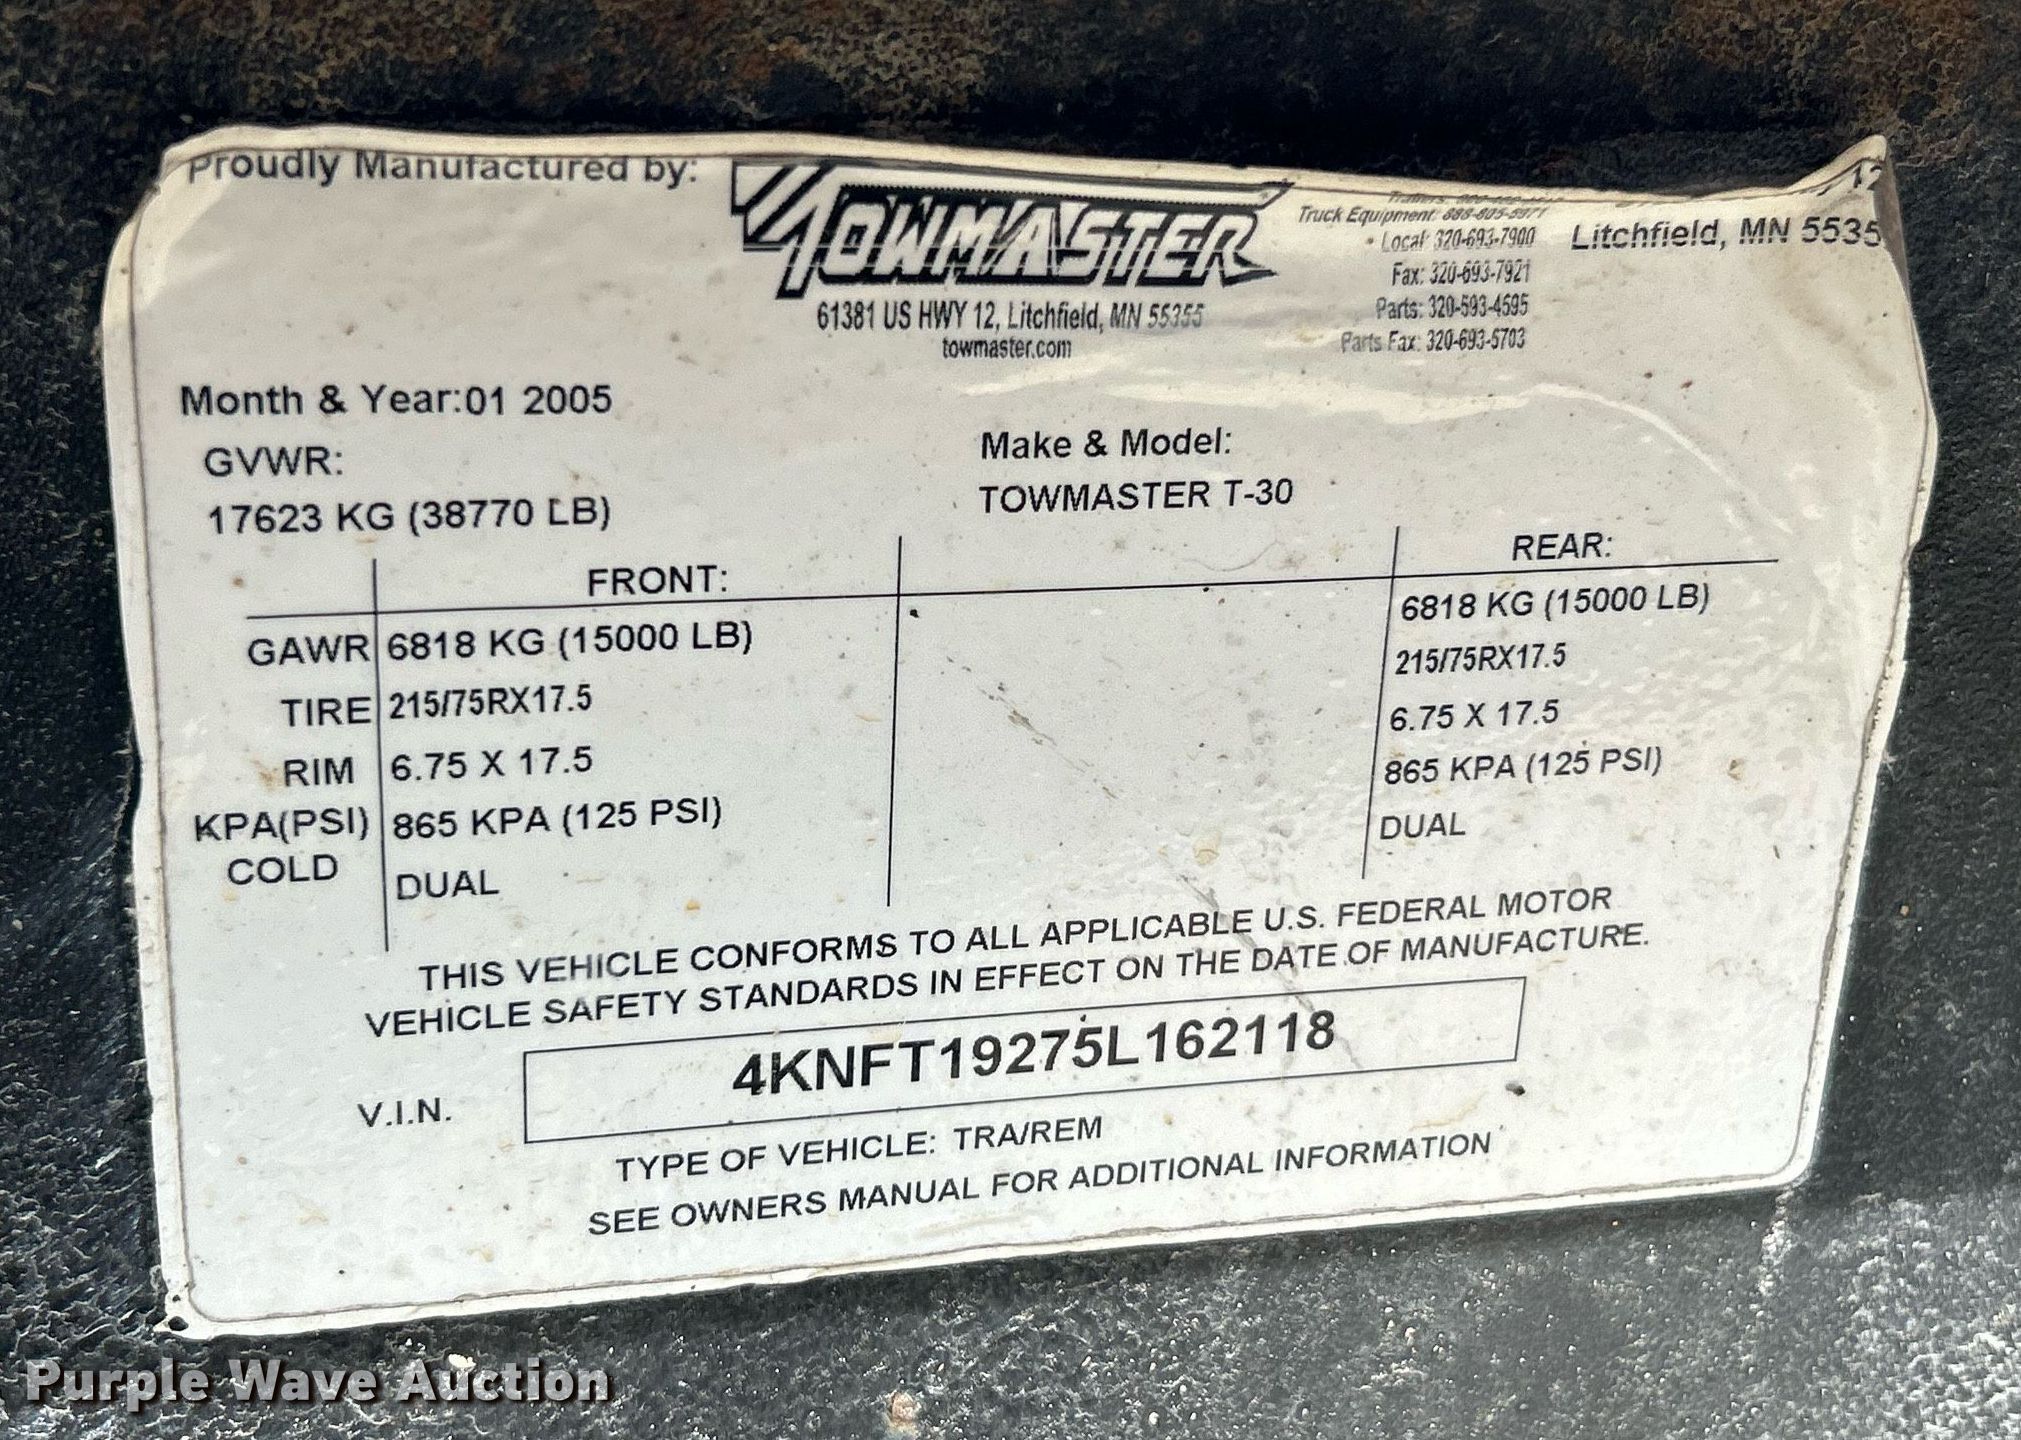 Proudly Manufactured by:
TOWMASTER
61381 US HWY 12, Litchfield, MN 55355
towmaster.com
Truck Equipment: 888-805-5971
Local: 320-693-7900
Fax: 320-693-7921
Parts: 320-593-4595
Parts Fax: 320-693-5703
Litchfield, MN 5535
Month & Year:01 2005
GVWR:
17623 KG (38770 LB)
Make & Model:
TOWMASTER T-30
FRONT: REAR:
GAWR 6818 KG (15000 LB) 6818 KG (15000 LB)
TIRE 215/75RX17.5 215/75RX17.5
RIM 6.75 X 17.5 6.75 X 17.5
KPA(PSI) 865 KPA (125 PSI) 865 KPA (125 PSI)
COLD DUAL DUAL
THIS VEHICLE CONFORMS TO ALL APPLICABLE U.S. FEDERAL MOTOR
VEHICLE SAFETY STANDARDS IN EFFECT ON THE DATE OF MANUFACTURE.
V.I.N. 4KNFT19275L162118
TYPE OF VEHICLE: TRA/REM
SEE OWNERS MANUAL FOR ADDITIONAL INFORMATION
Purple Wave Auction